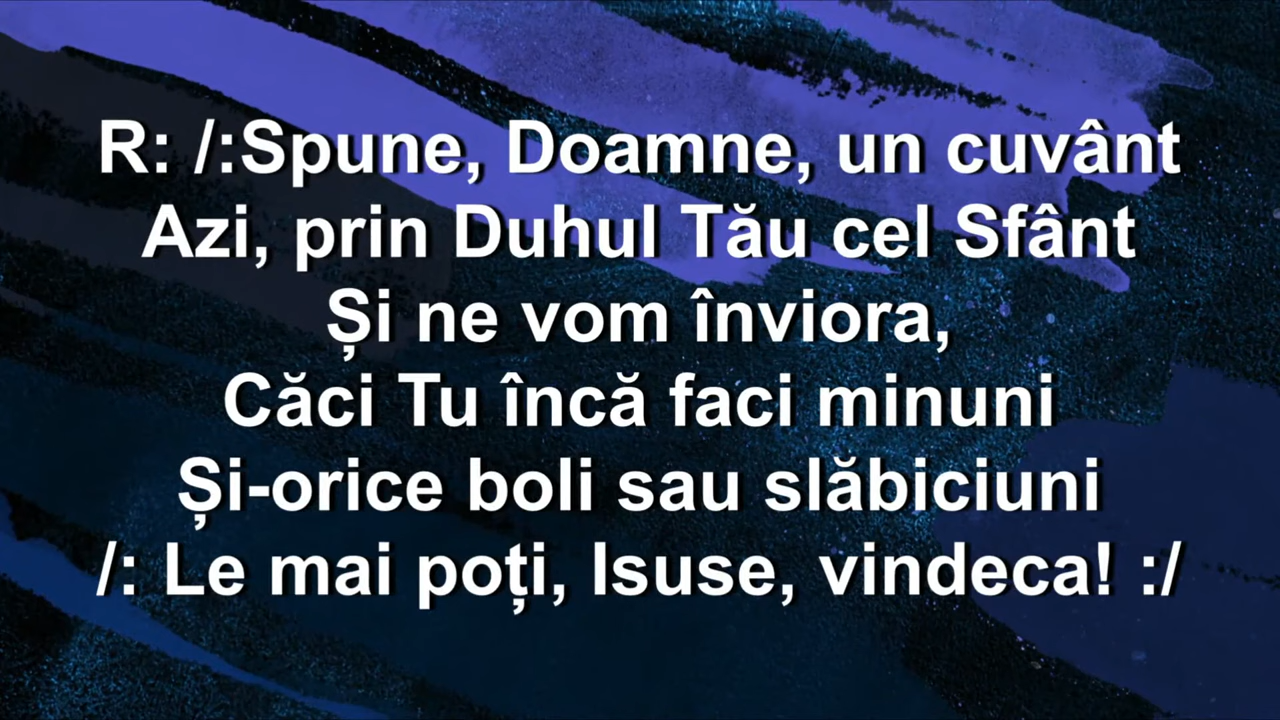 R: /:Spune, Doamne, un cuvânt
Azi, prin Duhul Tău cel Sfânt
Și ne vom înviora,
Căci Tu încă faci minuni
Și-orice boli sau slăbiciuni
/: Le mai poți, Isuse, vindeca! :/